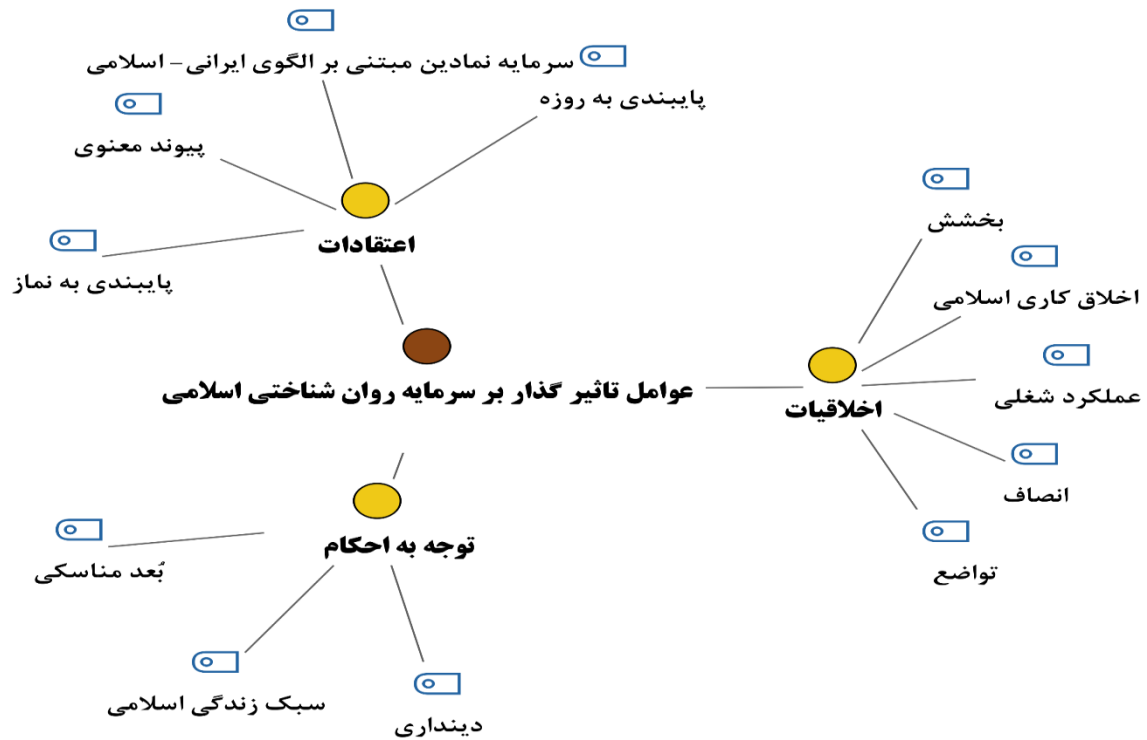 سرمایه نمادین مبتنی بر الگوی ایرانی– اسلامی
پایبندی به روزه
پیوند معنوی
پایبندی به نماز
اعتقادات
بخشش
اخلاق کاری اسلامی
عملکرد شغلی
انصاف
تواضع
اخلاقیات
عوامل تاثیر گذار بر سرمایه روان شناختی اسلامی
توجه به احکام
بُعد مناسکی
سبک زندگی اسلامی
دینداری